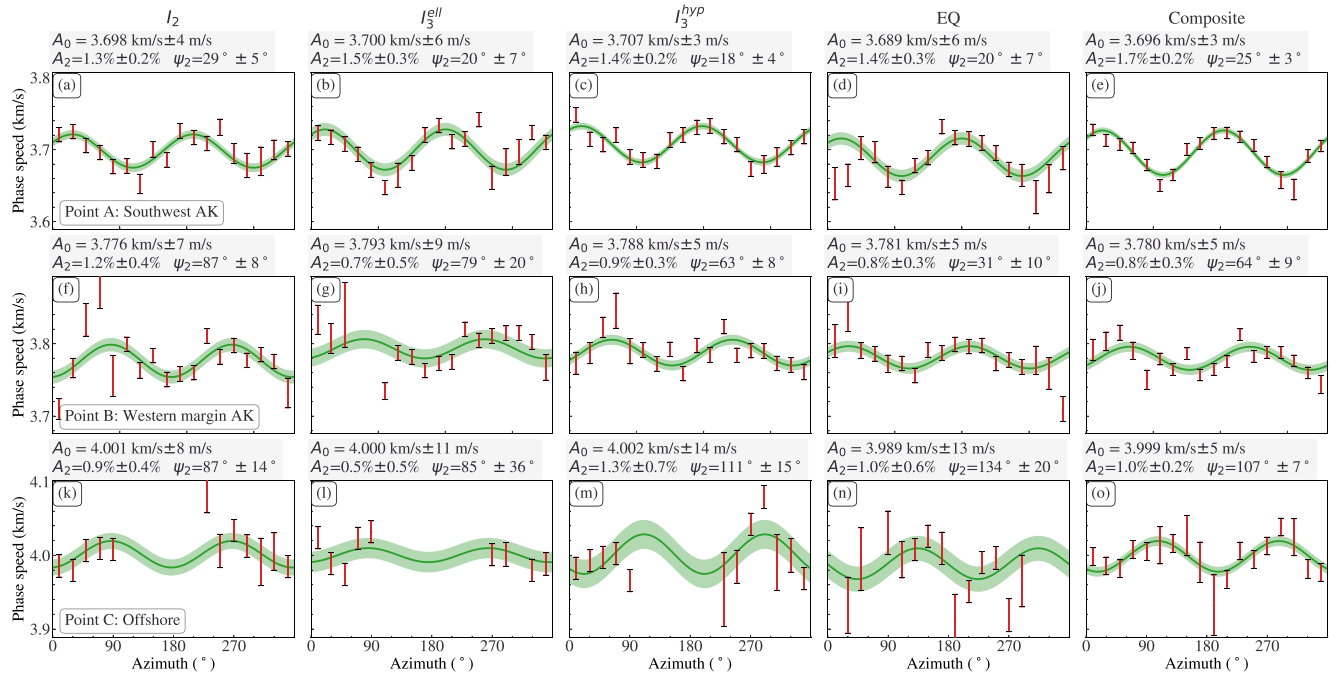 I₂ I₃ᵉˡˡ I₃ʰʸᵖ EQ Composite
A₀ = 3.698 km/s±4 m/s A₀ = 3.700 km/s±6 m/s A₀ = 3.707 km/s±3 m/s A₀ = 3.689 km/s±6 m/s A₀ = 3.696 km/s±3 m/s
A₂=1.3%±0.2% ψ₂=29° ± 5° A₂=1.5%±0.3% ψ₂=20° ± 7° A₂=1.4%±0.2% ψ₂=18° ± 4° A₂=1.4%±0.3% ψ₂=20° ± 7° A₂=1.7%±0.2% ψ₂=25° ± 3°
3.8
(a) (b) (c) (d) (e)
3.7
3.6
Phase speed (km/s)
Point A: Southwest AK
A₀ = 3.776 km/s±7 m/s A₀ = 3.793 km/s±9 m/s A₀ = 3.788 km/s±5 m/s A₀ = 3.781 km/s±5 m/s A₀ = 3.780 km/s±5 m/s
A₂=1.2%±0.4% ψ₂=87° ± 8° A₂=0.7%±0.5% ψ₂=79° ± 20° A₂=0.9%±0.3% ψ₂=63° ± 8° A₂=0.8%±0.3% ψ₂=31° ± 10° A₂=0.8%±0.3% ψ₂=64° ± 9°
(f) (g) (h) (i) (j)
3.8
3.7
Phase speed (km/s)
Point B: Western margin AK
A₀ = 4.001 km/s±8 m/s A₀ = 4.000 km/s±11 m/s A₀ = 4.002 km/s±14 m/s A₀ = 3.989 km/s±13 m/s A₀ = 3.999 km/s±5 m/s
A₂=0.9%±0.4% ψ₂=87° ± 14° A₂=0.5%±0.5% ψ₂=85° ± 36° A₂=1.3%±0.7% ψ₂=111° ± 15° A₂=1.0%±0.6% ψ₂=134° ± 20° A₂=1.0%±0.2% ψ₂=107° ± 7°
4.1
(k) (l) (m) (n) (o)
4.0
3.9
Phase speed (km/s)
Point C: Offshore
0 90 180 270 90 180 270 90 180 270 90 180 270 90 180 270
Azimuth (°) Azimuth (°) Azimuth (°) Azimuth (°) Azimuth (°)